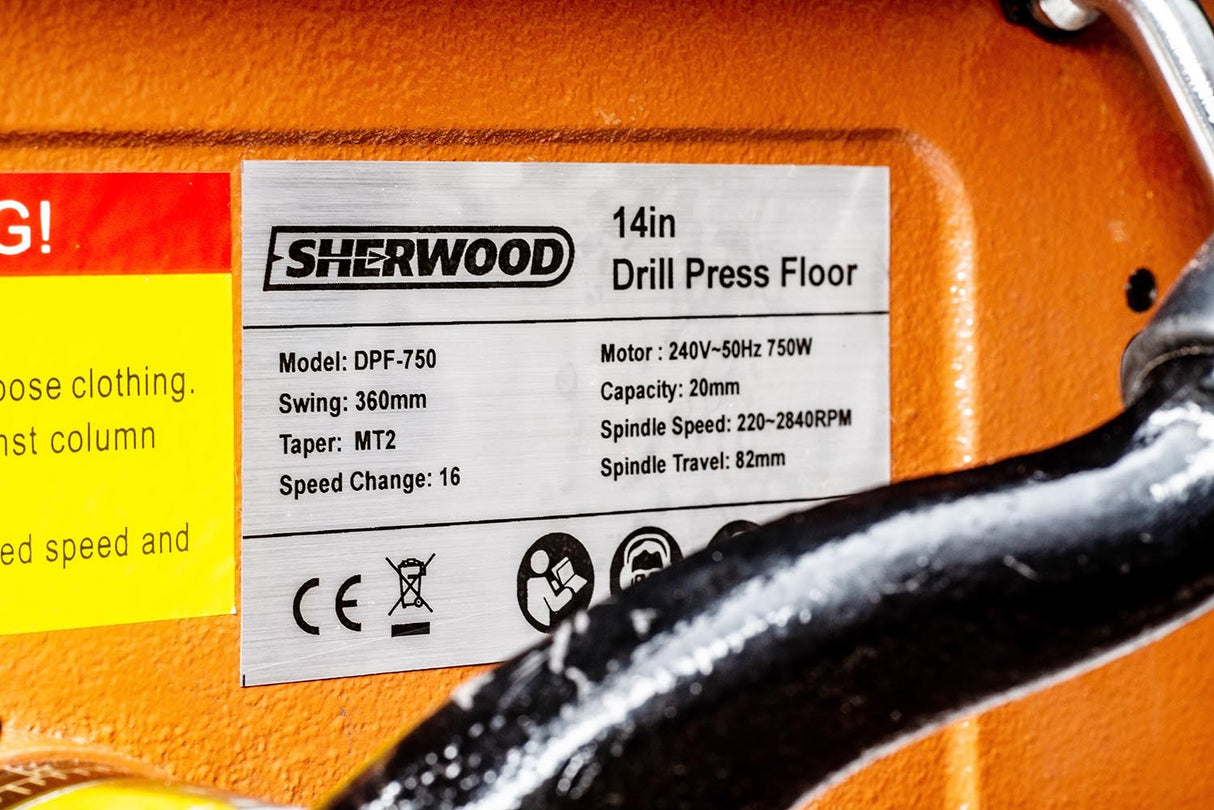 G!
oose clothing.
nst column
ed speed and
SHERWOOD
14in
Drill Press Floor
Model: DPF-750
Swing: 360mm
Taper: MT2
Speed Change: 16
Motor : 240V~50Hz 750W
Capacity: 20mm
Spindle Speed: 220~2840RPM
Spindle Travel: 82mm
CE